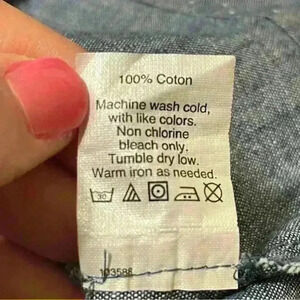 100% Coton
Machine wash cold,
with like colors.
Non chlorine
bleach only.
Tumble dry low.
Warm iron as needed.
30
103588